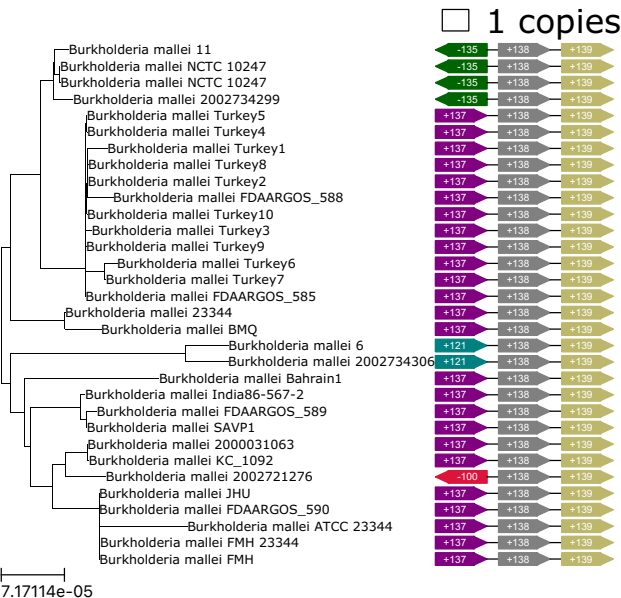 1 copies
Burkholderia mallei 11 -135 +138 +139
Burkholderia mallei NCTC 10247 -135 +138 +139
Burkholderia mallei NCTC 10247 -135 +138 +139
Burkholderia mallei 2002734299 -135 +138 +139
Burkholderia mallei Turkey5 +137 +138 +139
Burkholderia mallei Turkey4 +137 +138 +139
Burkholderia mallei Turkey1 +137 +138 +139
Burkholderia mallei Turkey8 +137 +138 +139
Burkholderia mallei Turkey2 +137 +138 +139
Burkholderia mallei FDAARGOS_588 +137 +138 +139
Burkholderia mallei Turkey10 +137 +138 +139
Burkholderia mallei Turkey3 +137 +138 +139
Burkholderia mallei Turkey9 +137 +138 +139
Burkholderia mallei Turkey6 +137 +138 +139
Burkholderia mallei Turkey7 +137 +138 +139
Burkholderia mallei FDAARGOS_585 +137 +138 +139
Burkholderia mallei 23344 +137 +138 +139
Burkholderia mallei BMQ +137 +138 +139
Burkholderia mallei 6 +121 +138 +139
Burkholderia mallei 2002734306 +121 +138 +139
Burkholderia mallei Bahrain1 +137 +138 +139
Burkholderia mallei India86-567-2 +137 +138 +139
Burkholderia mallei FDAARGOS_589 +137 +138 +139
Burkholderia mallei SAVP1 +137 +138 +139
Burkholderia mallei 2000031063 +137 +138 +139
Burkholderia mallei KC_1092 +137 +138 +139
Burkholderia mallei 2002721276 -100 +138 +139
Burkholderia mallei JHU +137 +138 +139
Burkholderia mallei FDAARGOS_590 +137 +138 +139
Burkholderia mallei ATCC 23344 +137 +138 +139
Burkholderia mallei FMH 23344 +137 +138 +139
Burkholderia mallei FMH +137 +138 +139
7.17114e-05